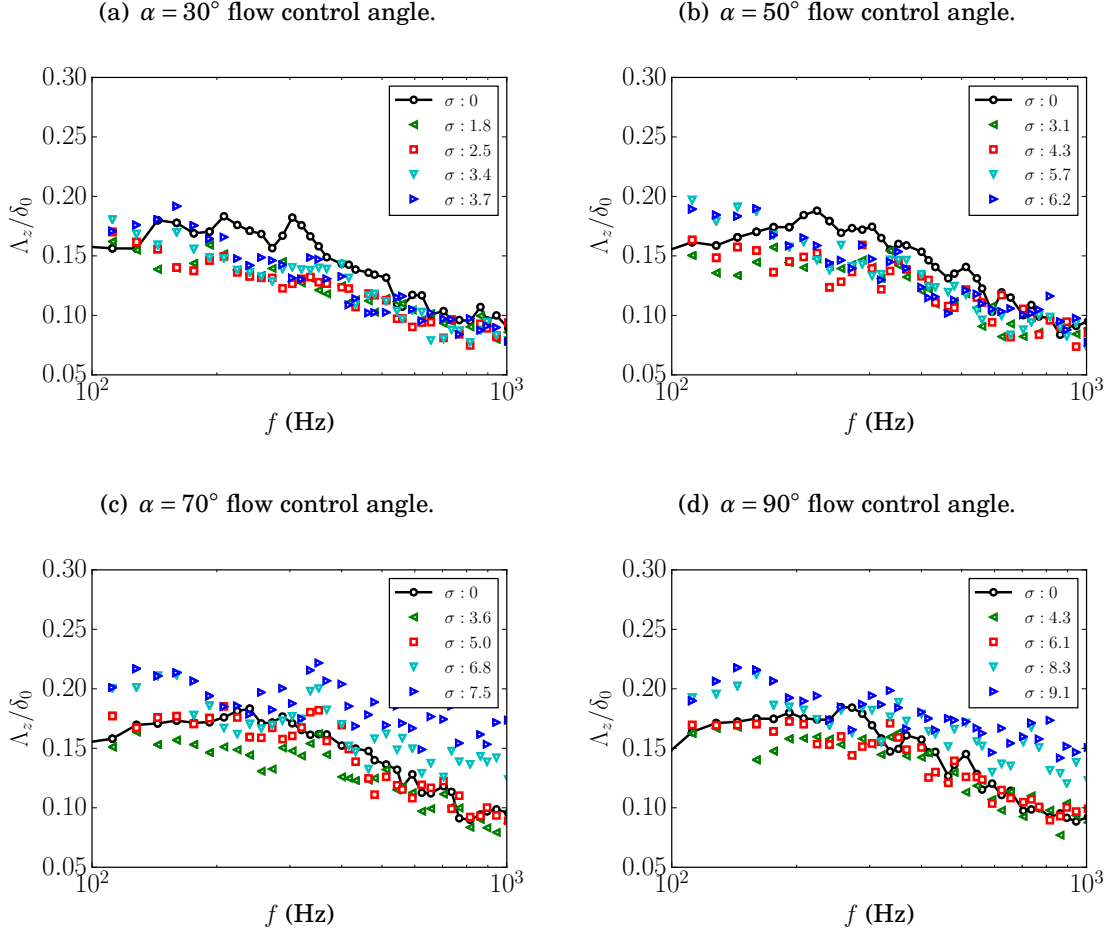 (a) α = 30° flow control angle.
(b) α = 50° flow control angle.
0.30
0.25
0.20
0.15
0.10
0.05
10²
10³
Λz/δ0
f (Hz)
σ : 0
σ : 1.8
σ : 2.5
σ : 3.4
σ : 3.7
0.30
0.25
0.20
0.15
0.10
0.05
10²
10³
Λz/δ0
f (Hz)
σ : 0
σ : 3.1
σ : 4.3
σ : 5.7
σ : 6.2
(c) α = 70° flow control angle.
(d) α = 90° flow control angle.
0.30
0.25
0.20
0.15
0.10
0.05
10²
10³
Λz/δ0
f (Hz)
σ : 0
σ : 3.6
σ : 5.0
σ : 6.8
σ : 7.5
0.30
0.25
0.20
0.15
0.10
0.05
10²
10³
Λz/δ0
f (Hz)
σ : 0
σ : 4.3
σ : 6.1
σ : 8.3
σ : 9.1